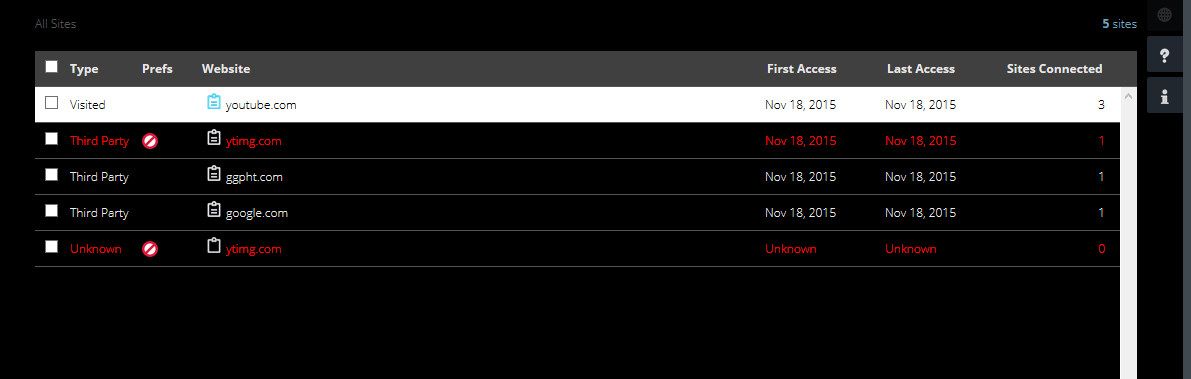 All Sites 5 sites
Type Prefs Website First Access Last Access Sites Connected
Visited youtube.com Nov 18, 2015 Nov 18, 2015 3
Third Party ytimg.com Nov 18, 2015 Nov 18, 2015 1
Third Party ggpht.com Nov 18, 2015 Nov 18, 2015 1
Third Party google.com Nov 18, 2015 Nov 18, 2015 1
Unknown ytimg.com Unknown Unknown 0